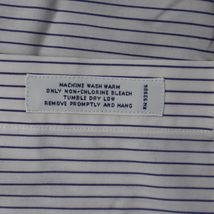 MACHINE WASH WARM
ONLY NON-CHLORINE BLEACH
TUMBLE DRY LOW
REMOVE PROMPTLY AND HANG